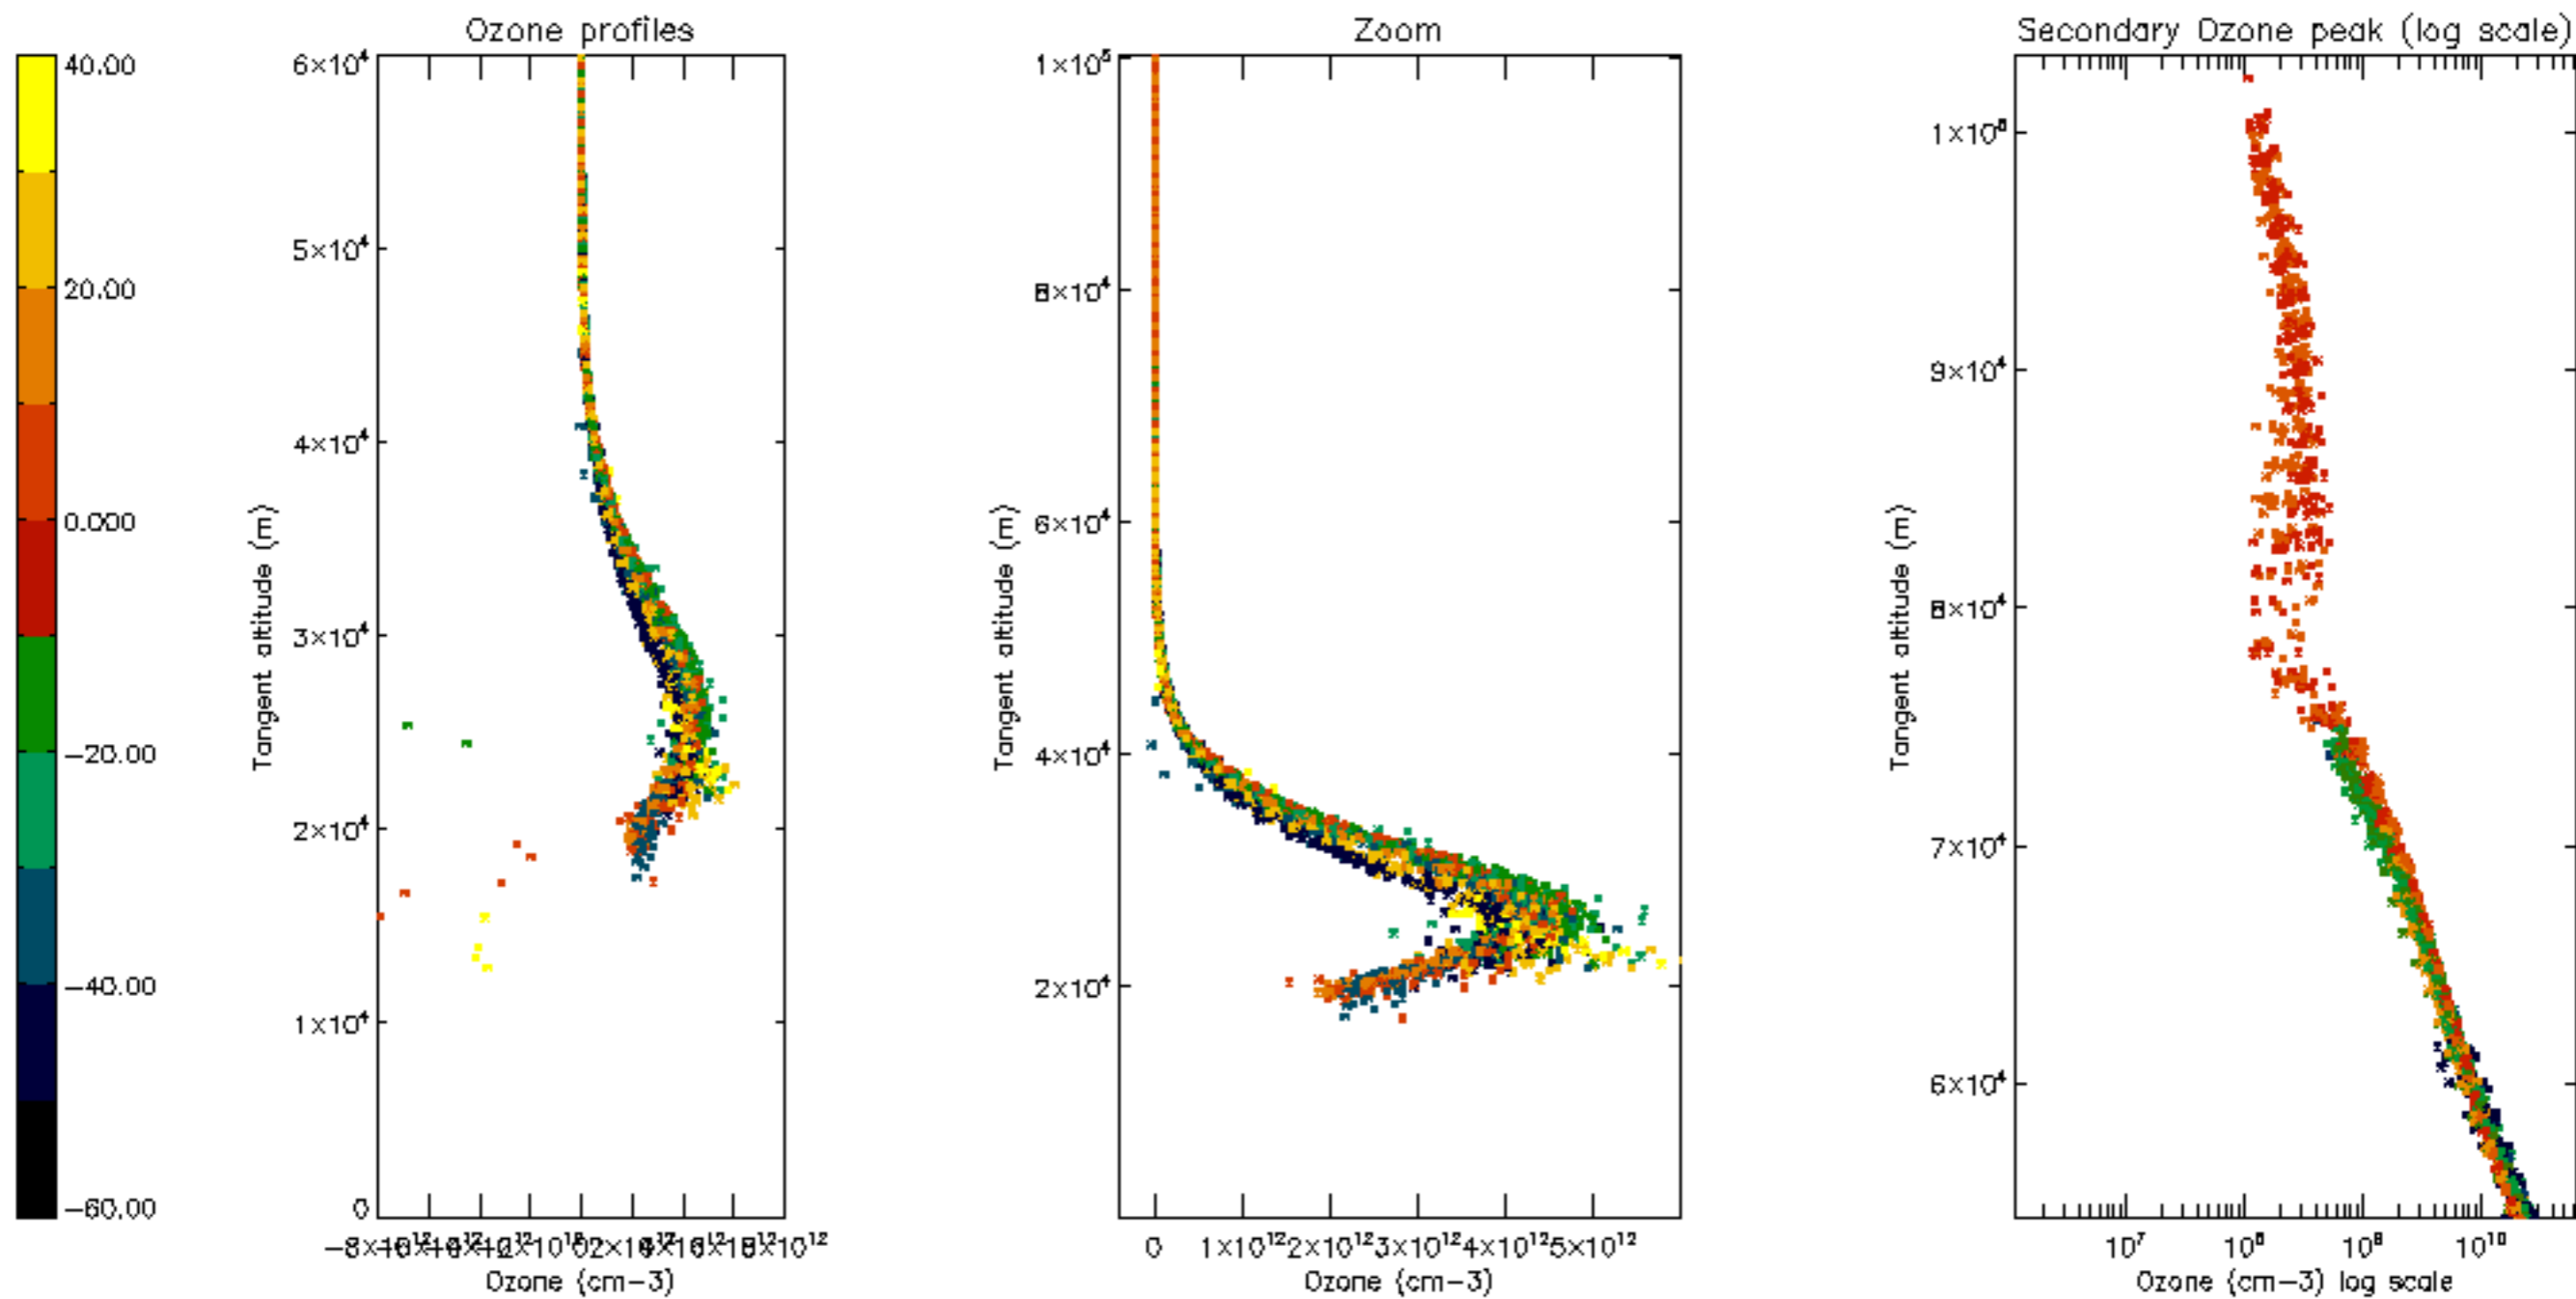 Ozone profiles
Zoom
Secondary Ozone peak (log scale)
40.00
20.00
0.000
−20.00
−40.00
−60.00
6×10⁴
5×10⁴
4×10⁴
3×10⁴
2×10⁴
1×10⁴
0
Tangent altitude (m)
Ozone (cm−3)
1×10⁵
8×10⁴
6×10⁴
4×10⁴
2×10⁴
Tangent altitude (m)
0 1×10¹² 2×10¹² 3×10¹² 4×10¹² 5×10¹²
Ozone (cm−3)
1×10⁵
9×10⁴
8×10⁴
7×10⁴
6×10⁴
Tangent altitude (m)
10⁷ 10⁸ 10⁹ 10¹⁰
Ozone (cm−3) log scale